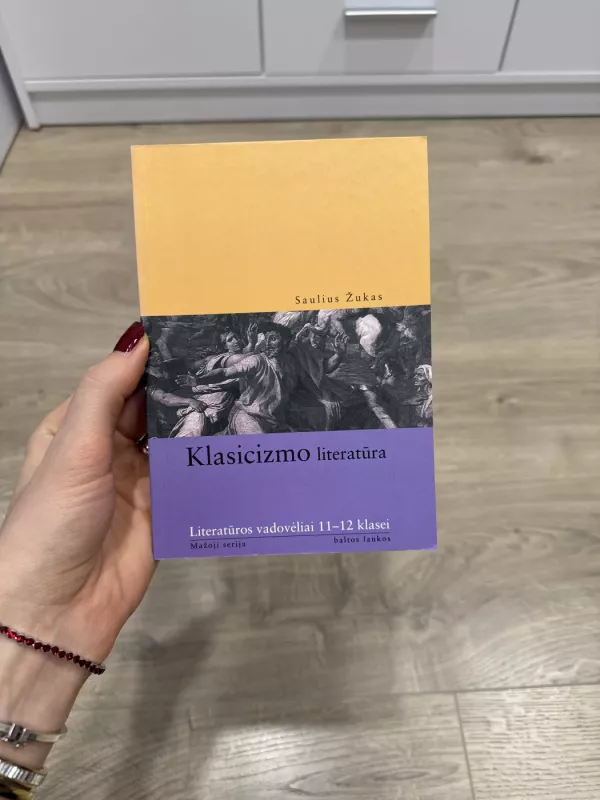 Saulius Žukas
Klasicizmo literatūra
Literatūros vadovėliai 11–12 klasei
Mažoji serija baltos lankos